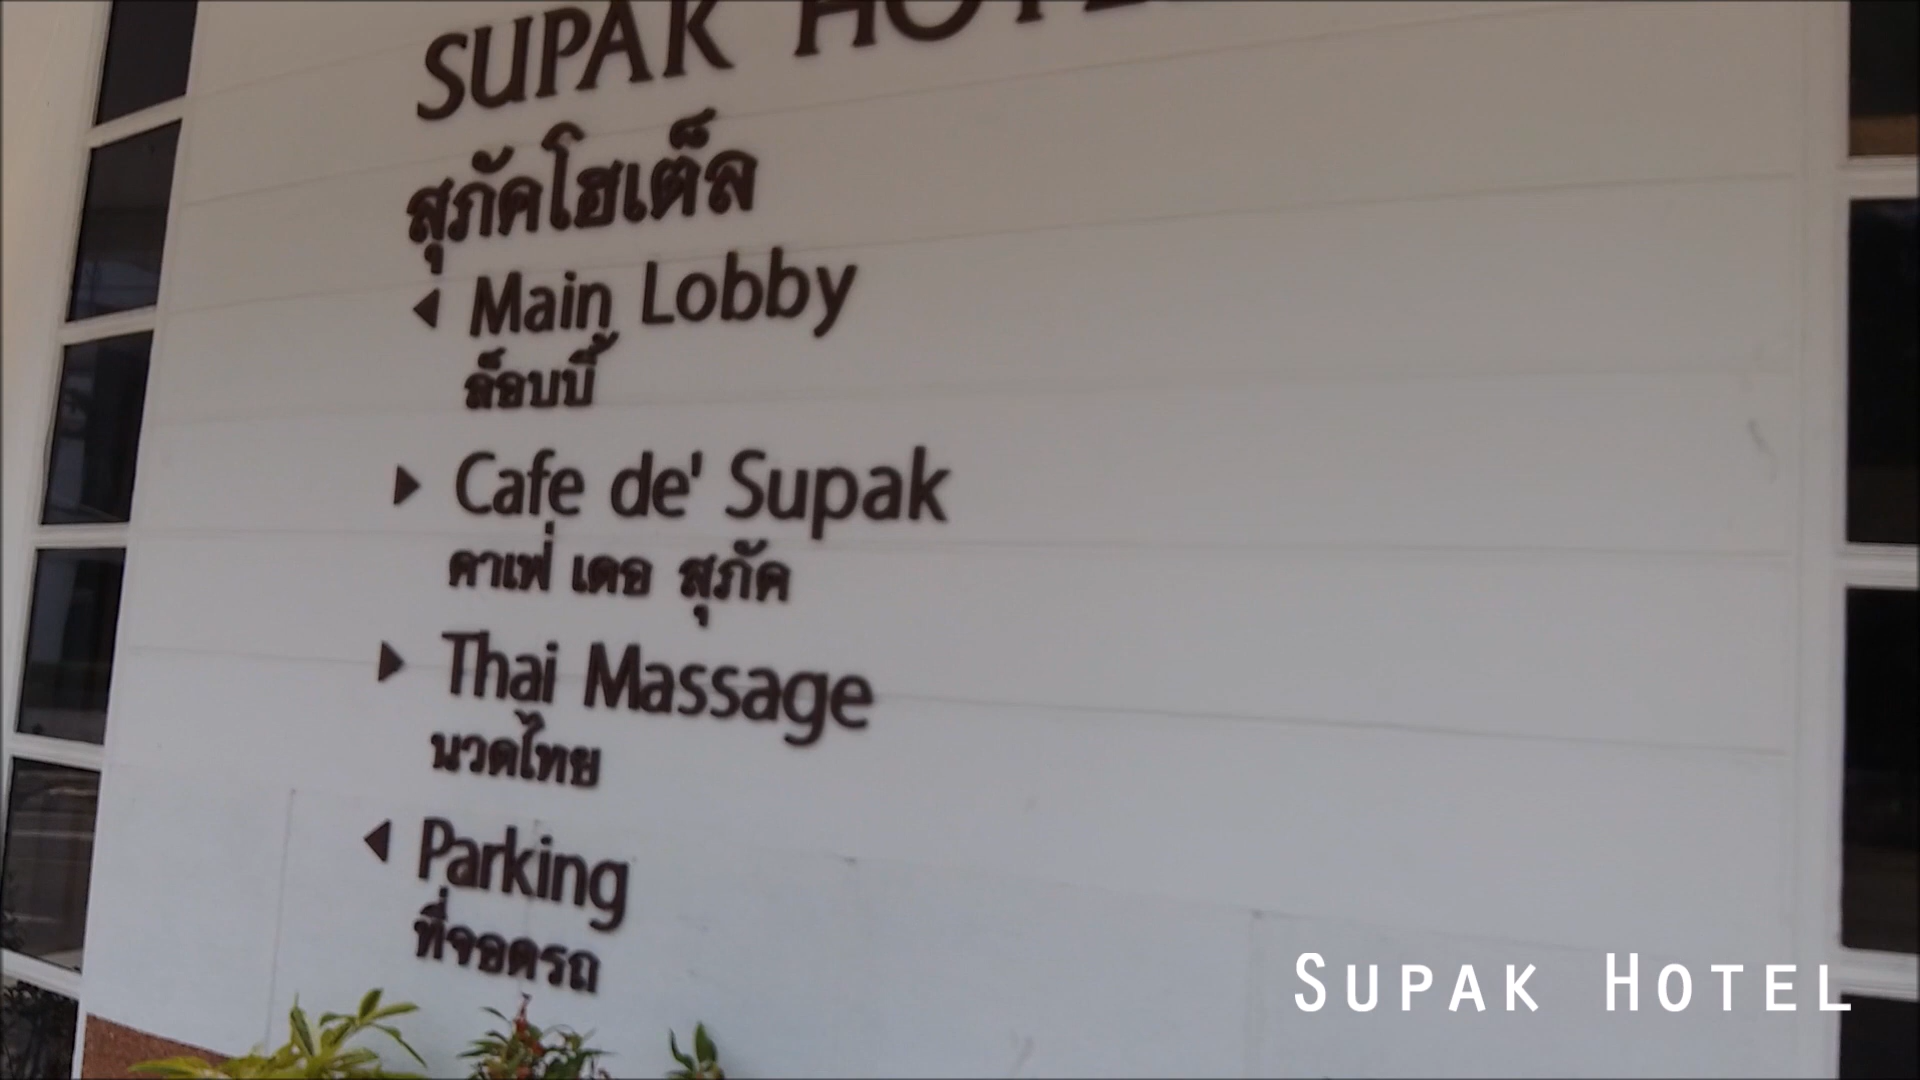 SUPAK HOTEL
สุภัคโฮเต็ล
Main Lobby
ล็อบบี้
Cafe de' Supak
คาเฟ่ เดอ สุภัค
Thai Massage
นวดไทย
Parking
ที่จอดรถ
SUPAK HOTEL